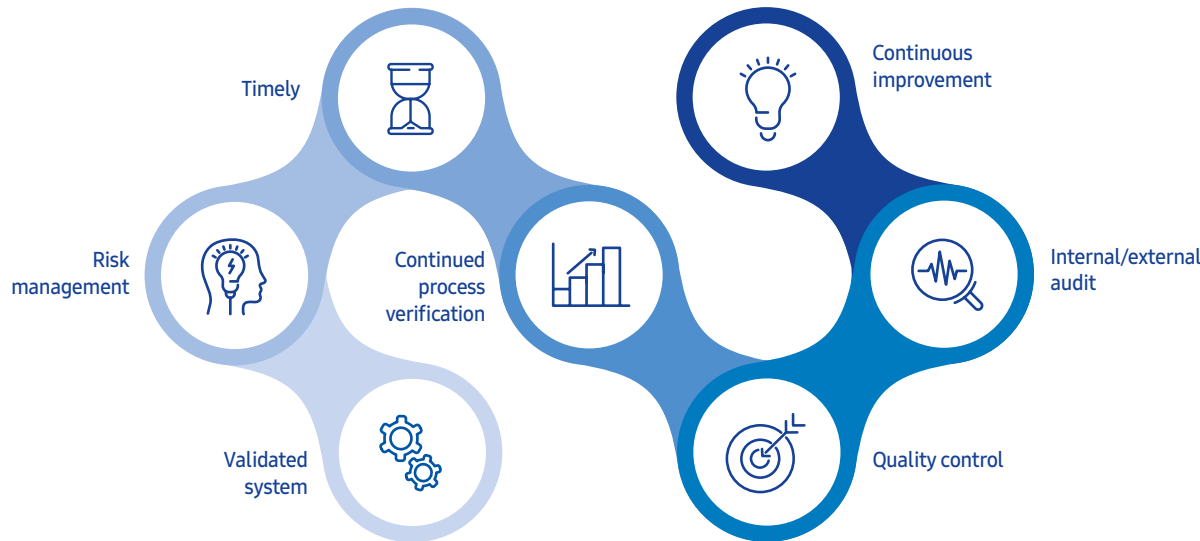 Timely
Continuous
improvement
Risk
management
Continued
process
verification
Internal/external
audit
Validated
system
Quality control